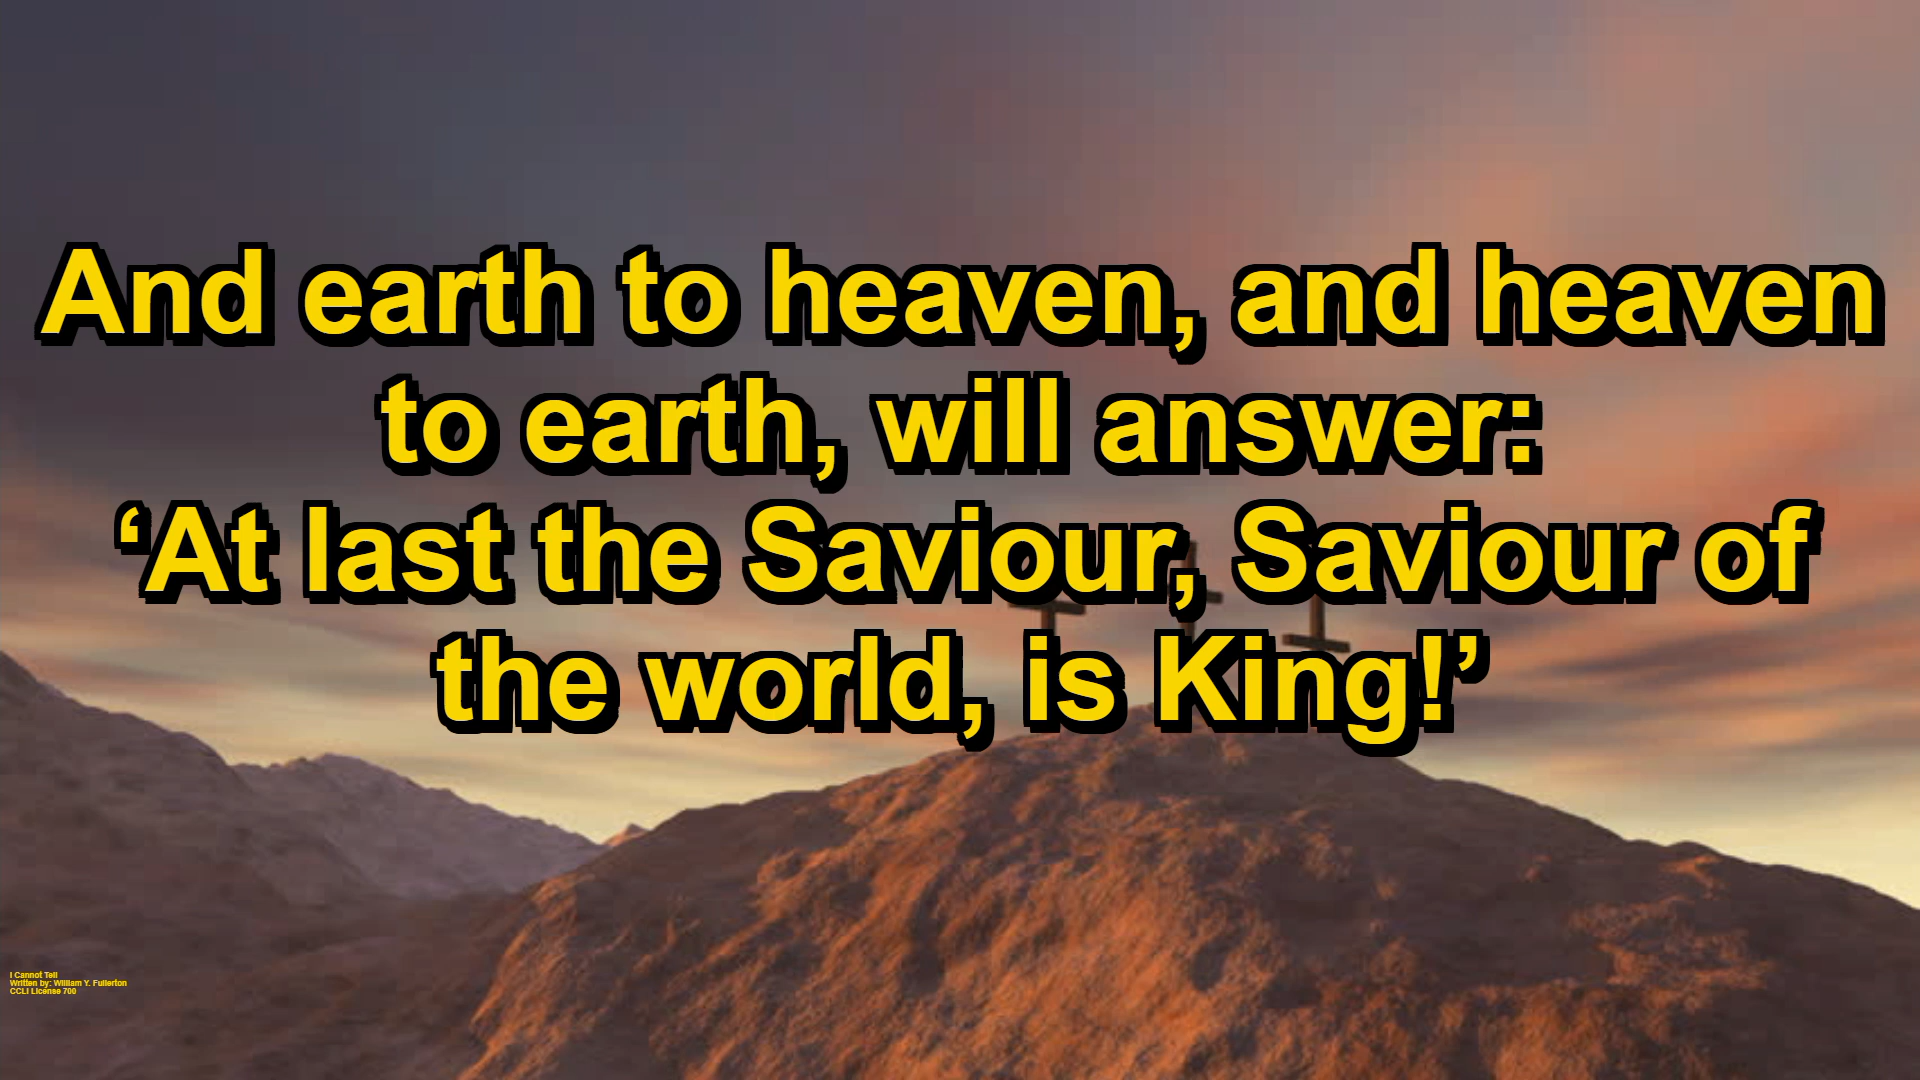 And earth to heaven, and heaven
to earth, will answer:
‘At last the Saviour, Saviour of
the world, is King!’
I Cannot Tell
Written by: William Y. Fullerton
CCLI License 700